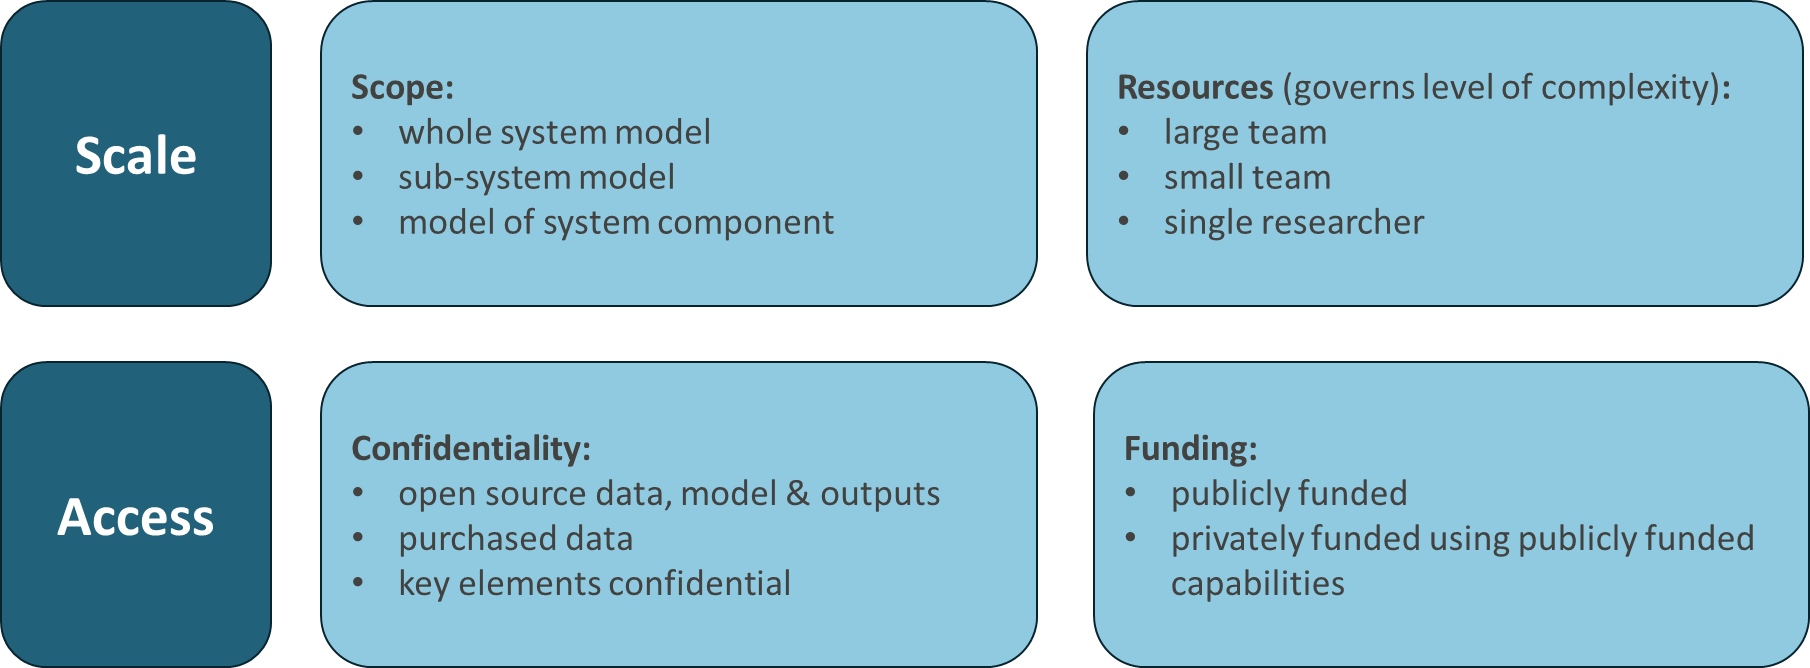 Scale
Scope:
• whole system model
• sub-system model
• model of system component
Resources (governs level of complexity):
• large team
• small team
• single researcher
Access
Confidentiality:
• open source data, model & outputs
• purchased data
• key elements confidential
Funding:
• publicly funded
• privately funded using publicly funded
capabilities